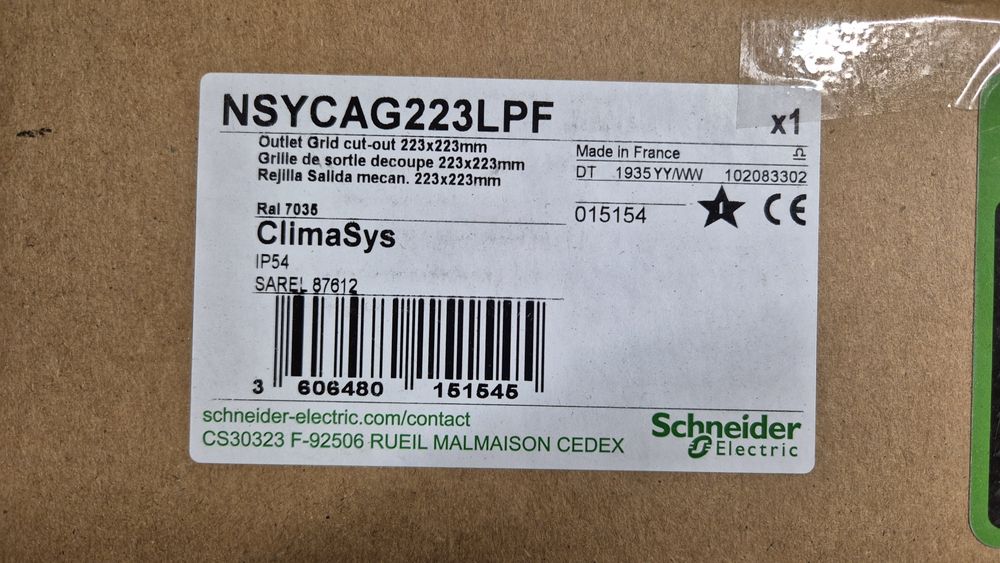 NSYCAG223LPF
x1
Outlet Grid cut-out 223x223mm
Grille de sortie decoupe 223x223mm
Rejilla Salida mecan. 223x223mm
Made in France
DT 1935 YY/WW 102083302
Ral 7035
015154
CE
ClimaSys
IP54
SAREL 87612
3 606480 151545
schneider-electric.com/contact
CS30323 F-92506 RUEIL MALMAISON CEDEX
Schneider
Electric